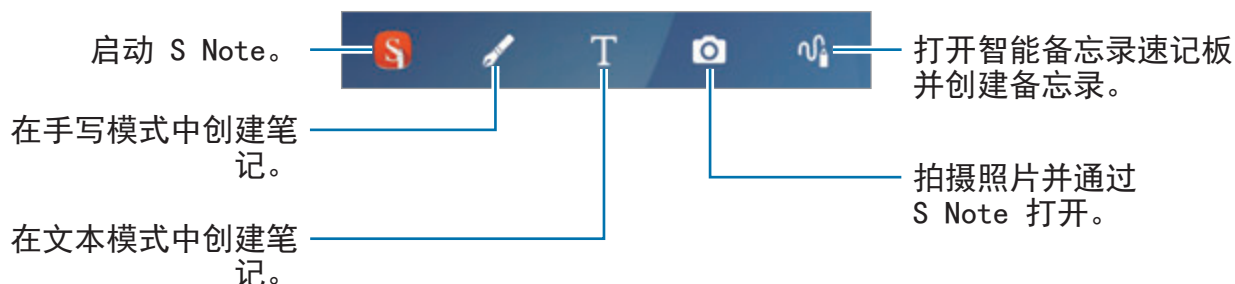 启动 S Note。
S
T
打开智能备忘录速记板
并创建备忘录。
在手写模式中创建笔
记。
拍摄照片并通过
S Note 打开。
在文本模式中创建笔
记。